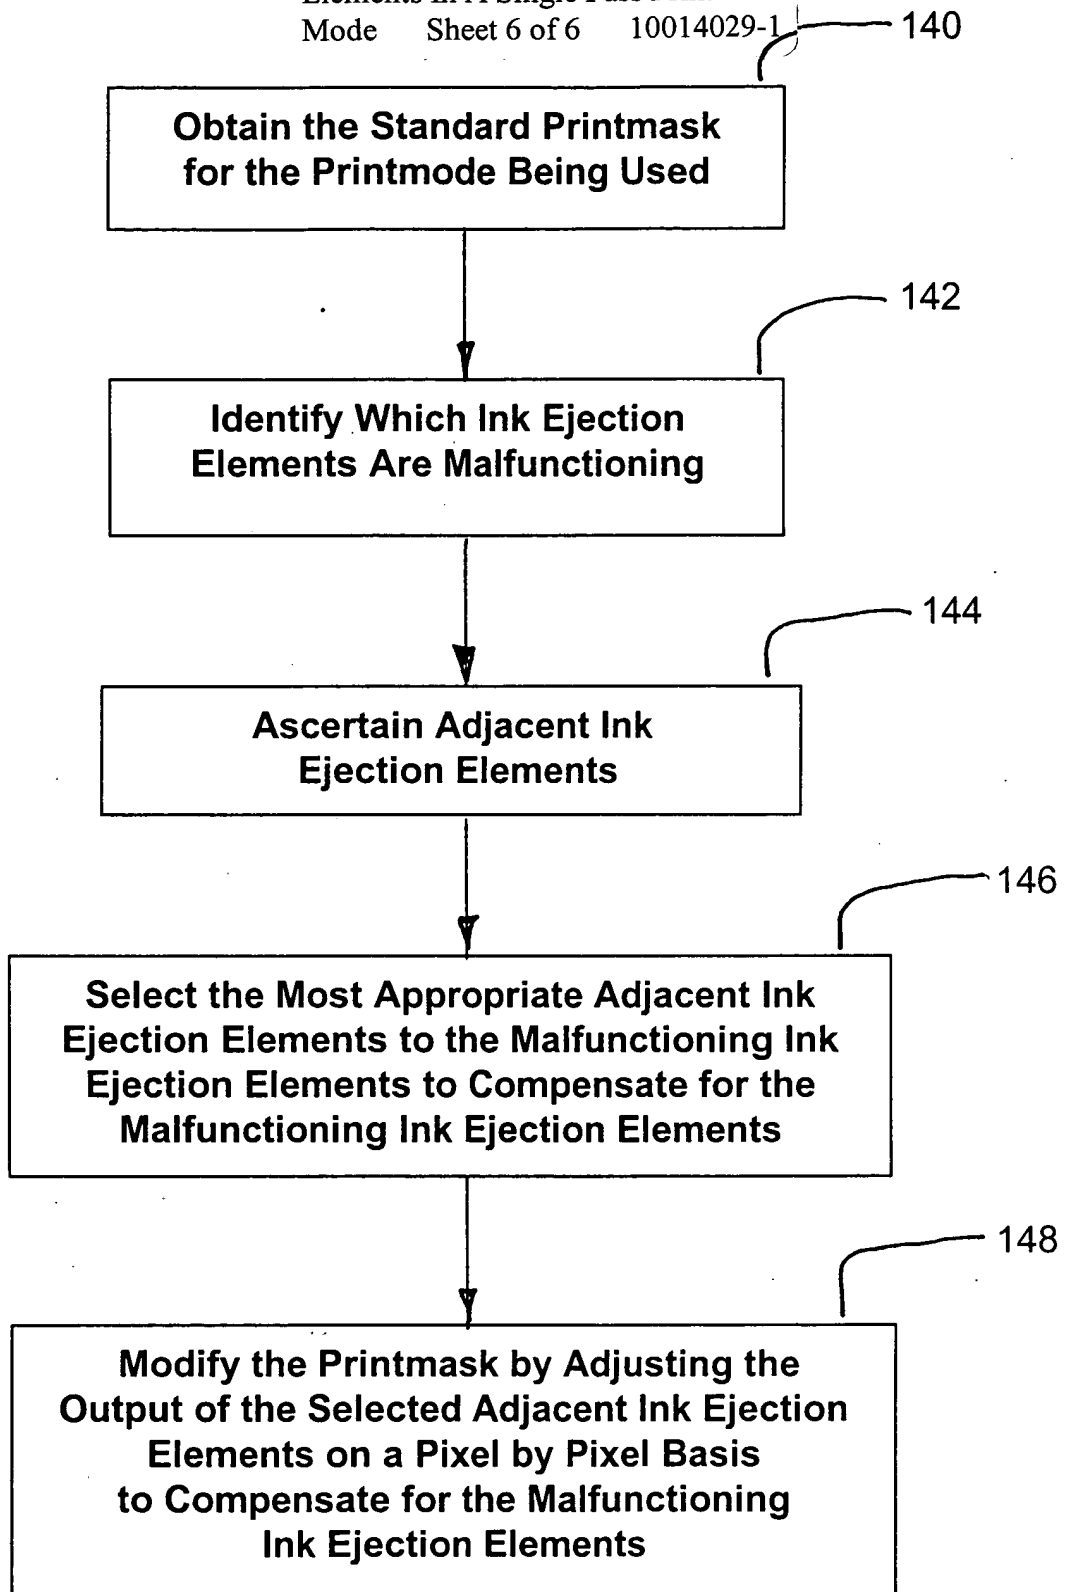 Elements In A Single Pass
Mode Sheet 6 of 6 10014029-1
140
Obtain the Standard Printmask
for the Printmode Being Used
142
Identify Which Ink Ejection
Elements Are Malfunctioning
144
Ascertain Adjacent Ink
Ejection Elements
146
Select the Most Appropriate Adjacent Ink
Ejection Elements to the Malfunctioning Ink
Ejection Elements to Compensate for the
Malfunctioning Ink Ejection Elements
148
Modify the Printmask by Adjusting the
Output of the Selected Adjacent Ink Ejection
Elements on a Pixel by Pixel Basis
to Compensate for the Malfunctioning
Ink Ejection Elements